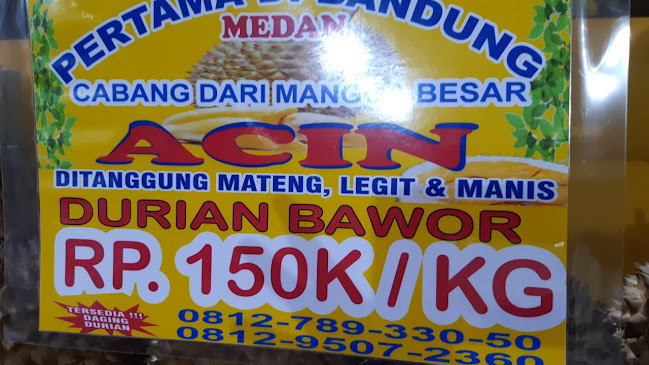 PERTAMA DI BANDUNG
MEDAN
CABANG DARI MANGGA BESAR
ACIN
DITANGGUNG MATENG, LEGIT & MANIS
DURIAN BAWOR
RP. 150K / KG
TERSEDIA !!!
DAGING
DURIAN
0812-789-330-50
0812-9507-2360